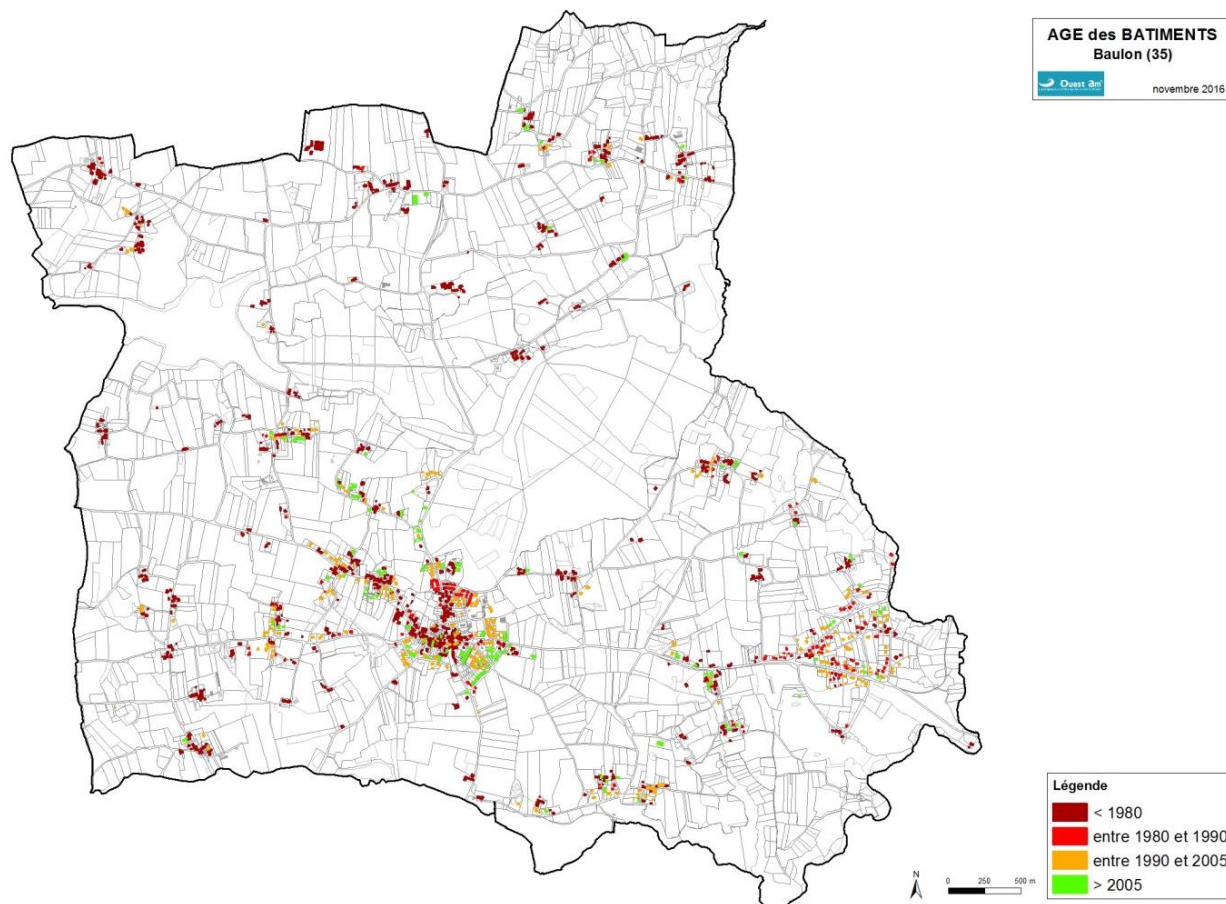 AGE des BATIMENTS
Baulon (35)
Ouest am'
novembre 2016
Légende
< 1980
entre 1980 et 1990
entre 1990 et 2005
> 2005
N
0 250 500 m